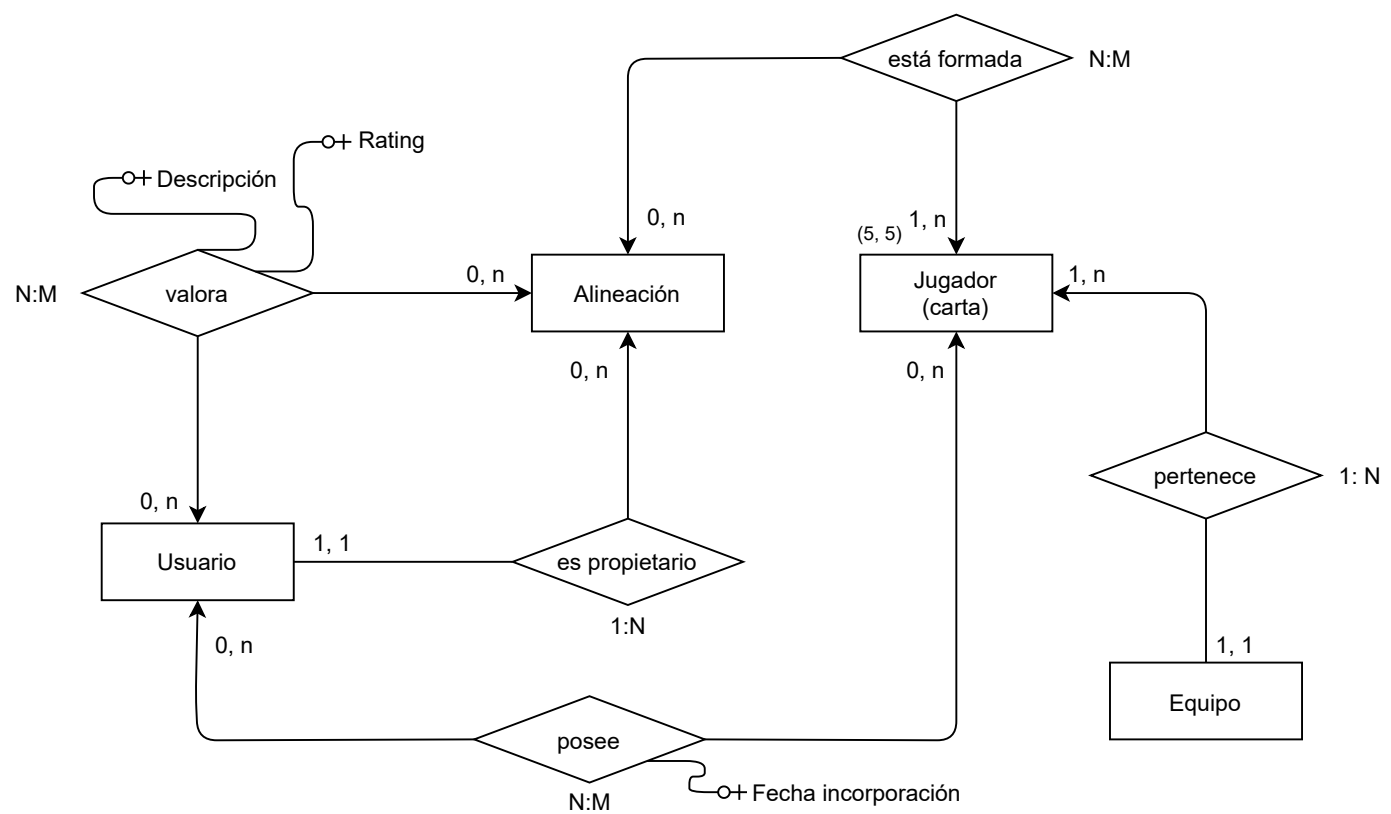 está formada
N:M
Rating
Descripción
0, n
1, n
(5, 5)
0, n
1, n
N:M
valora
Alineación
Jugador
(carta)
0, n
0, n
pertenece
1: N
0, n
1, 1
Usuario
es propietario
1:N
0, n
1, 1
Equipo
posee
Fecha incorporación
N:M